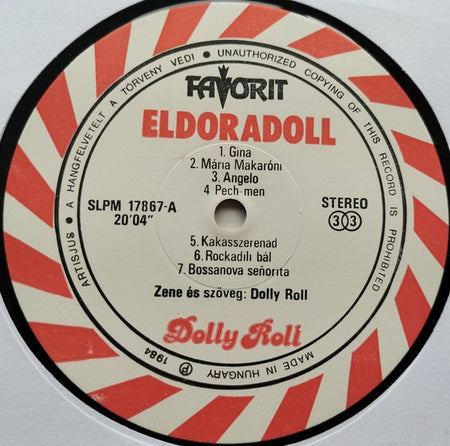 ARTISJUS • A HANGFELVÉTELT A TÖRVÉNY VÉDI • UNAUTHORIZED COPYING OF THIS RECORD IS PROHIBITED
FAVORIT
ELDORADOLL
1. Gina
2. Mária Makaróni
3. Angelo
4 Pech-men
SLPM 17867-A
20'04"
STEREO
33
5. Kakasszerenád
6. Rockadili bál
7. Bossanova señorita
Zene és szöveg: Dolly Roll
Dolly Roll
℗ 1984 • MADE IN HUNGARY